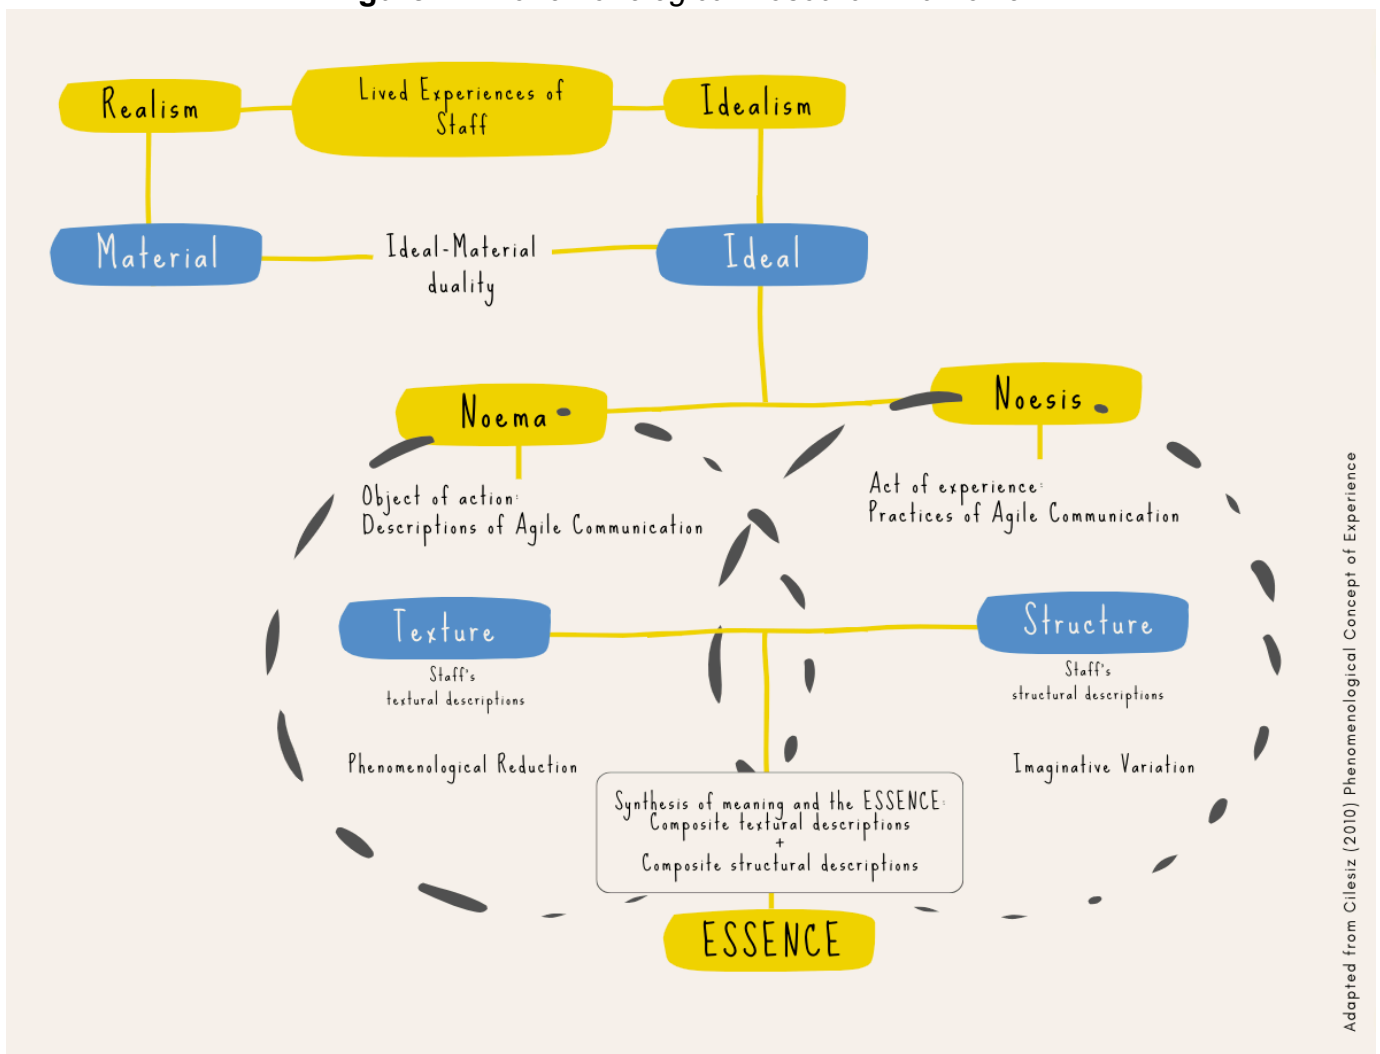 Realism
Lived Experiences of
Staff
Idealism
Material
Ideal-Material
duality
Ideal
Noema
Noesis
Object of action:
Descriptions of Agile Communication
Act of experience:
Practices of Agile Communication
Texture
Staff's
textural descriptions
Structure
Staff's
structural descriptions
Phenomenological Reduction
Imaginative Variation
Synthesis of meaning and the ESSENCE:
Composite textural descriptions
+
Composite structural descriptions
ESSENCE
Adapted from Cilesiz (2010) Phenomenological Concept of Experience